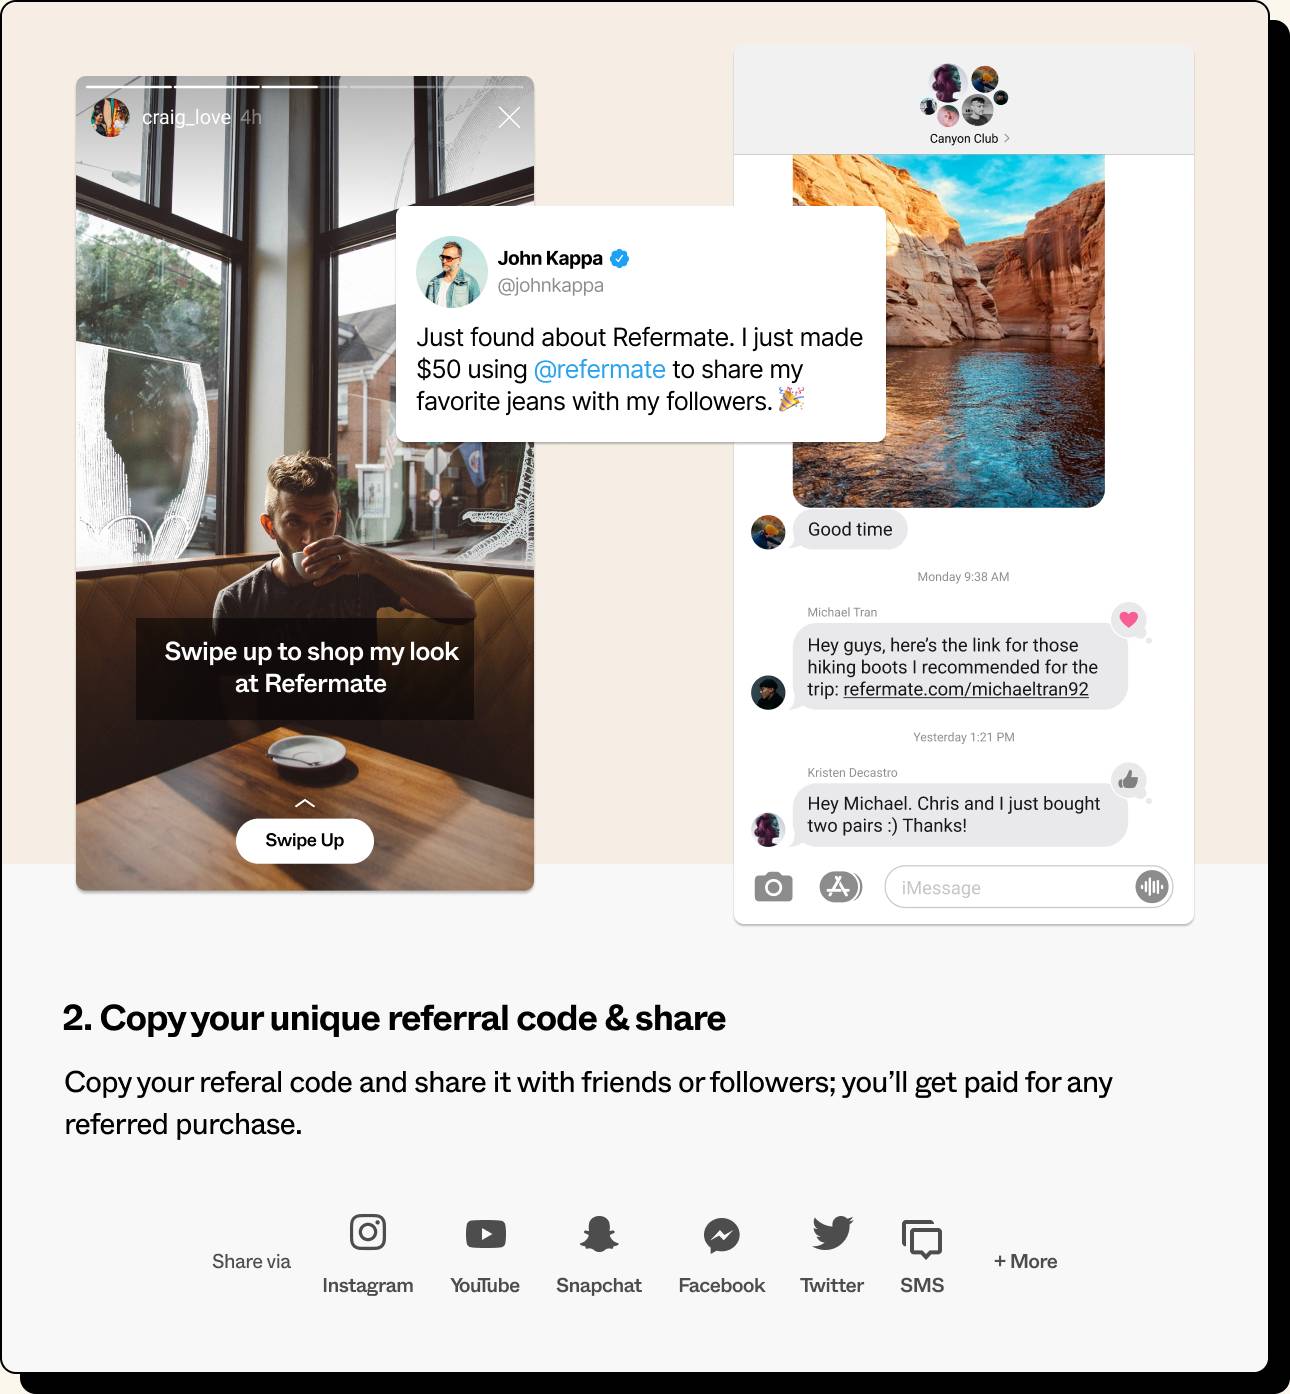 craig_love 4h
Swipe up to shop my look
at Refermate
Swipe Up
John Kappa
@johnkappa
Just found about Refermate. I just made
$50 using @refermate to share my
favorite jeans with my followers. 🎉
Canyon Club
Good time
Monday 9:38 AM
Michael Tran
Hey guys, here’s the link for those
hiking boots I recommended for the
trip: refermate.com/michaeltran92
Yesterday 1:21 PM
Kristen Decastro
Hey Michael. Chris and I just bought
two pairs :) Thanks!
iMessage
2. Copy your unique referral code & share
Copy your referal code and share it with friends or followers; you’ll get paid for any
referred purchase.
Share via
Instagram
YouTube
Snapchat
Facebook
Twitter
SMS
+ More